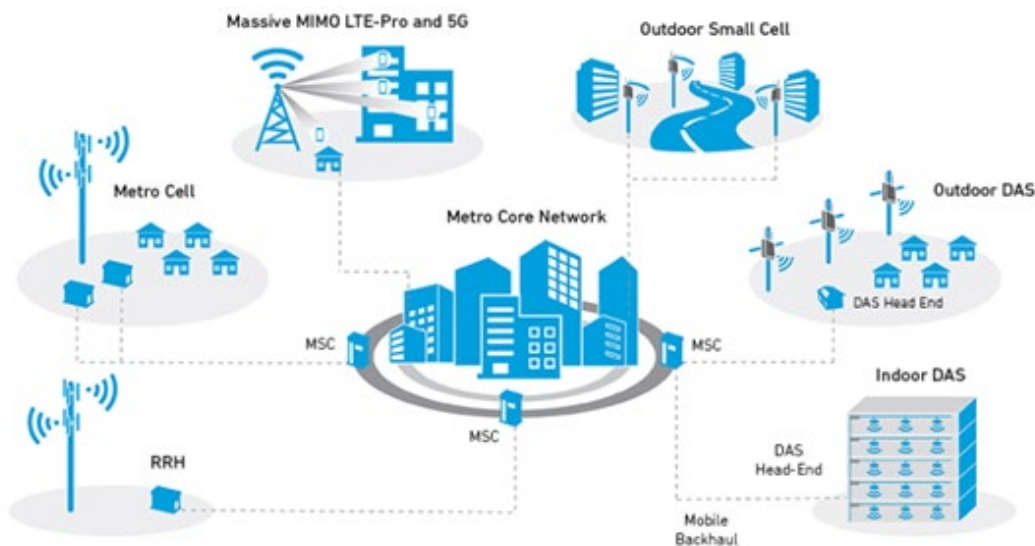 Massive MIMO LTE-Pro and 5G
Outdoor Small Cell
Metro Cell
Metro Core Network
Outdoor DAS
DAS Head End
MSC
MSC
Indoor DAS
MSC
RRH
DAS
Head-End
Mobile
Backhaul